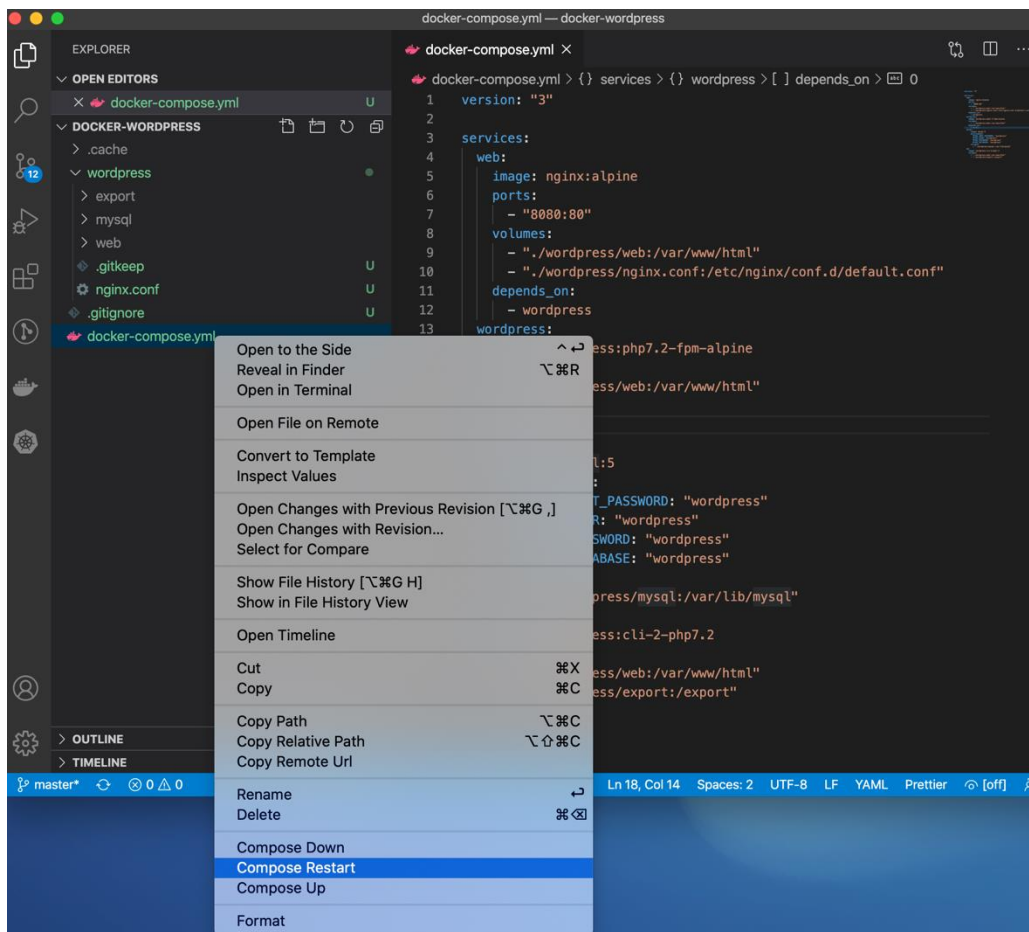 docker-compose.yml — docker-wordpress
EXPLORER
OPEN EDITORS
docker-compose.yml U
DOCKER-WORDPRESS
.cache
wordpress
export
mysql
web
.gitkeep U
nginx.conf U
.gitignore U
docker-compose.yml
12
OUTLINE
TIMELINE
docker-compose.yml
docker-compose.yml > {} services > {} wordpress > [ ] depends_on > abc 0
1 version: "3"
2
3 services:
4 web:
5 image: nginx:alpine
6 ports:
7 - "8080:80"
8 volumes:
9 - "./wordpress/web:/var/www/html"
10 - "./wordpress/nginx.conf:/etc/nginx/conf.d/default.conf"
11 depends_on:
12 - wordpress
13 wordpress:
ess:php7.2-fpm-alpine
ess/web:/var/www/html"
l:5
:
T_PASSWORD: "wordpress"
R: "wordpress"
SWORD: "wordpress"
ABASE: "wordpress"
press/mysql:/var/lib/mysql"
ess:cli-2-php7.2
ess/web:/var/www/html"
ess/export:/export"
Open to the Side ^↩
Reveal in Finder ⌥⌘R
Open in Terminal
Open File on Remote
Convert to Template
Inspect Values
Open Changes with Previous Revision [⌥⌘G ,]
Open Changes with Revision...
Select for Compare
Show File History [⌥⌘G H]
Show in File History View
Open Timeline
Cut ⌘X
Copy ⌘C
Copy Path ⌥⌘C
Copy Relative Path ⌥⇧⌘C
Copy Remote Url
Rename ↩
Delete ⌘⌫
Compose Down
Compose Restart
Compose Up
Format
master* 0 0
Ln 18, Col 14 Spaces: 2 UTF-8 LF YAML Prettier [off]